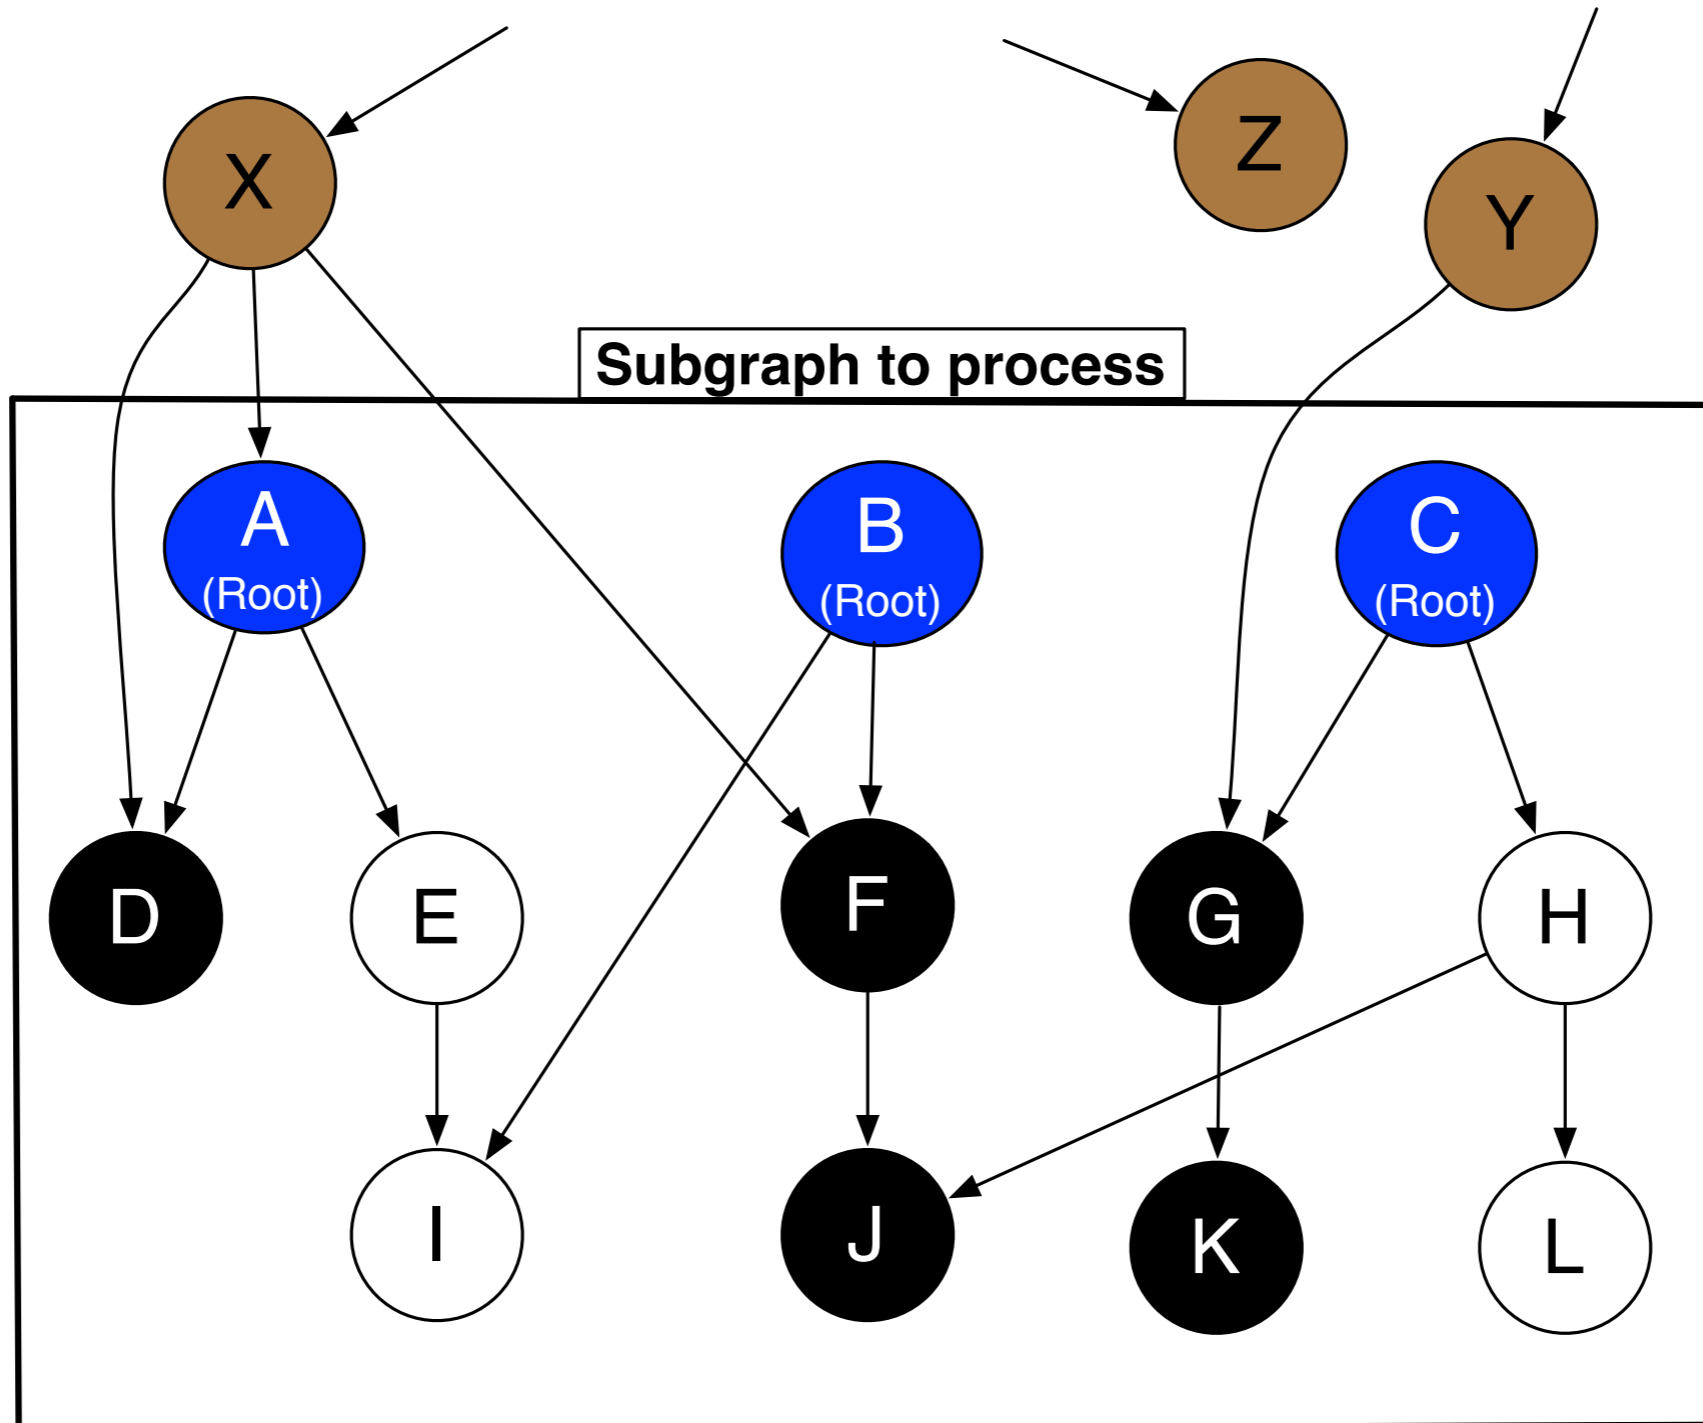 X
Z
Y
Subgraph to process
A
(Root)
B
(Root)
C
(Root)
D
E
F
G
H
I
J
K
L